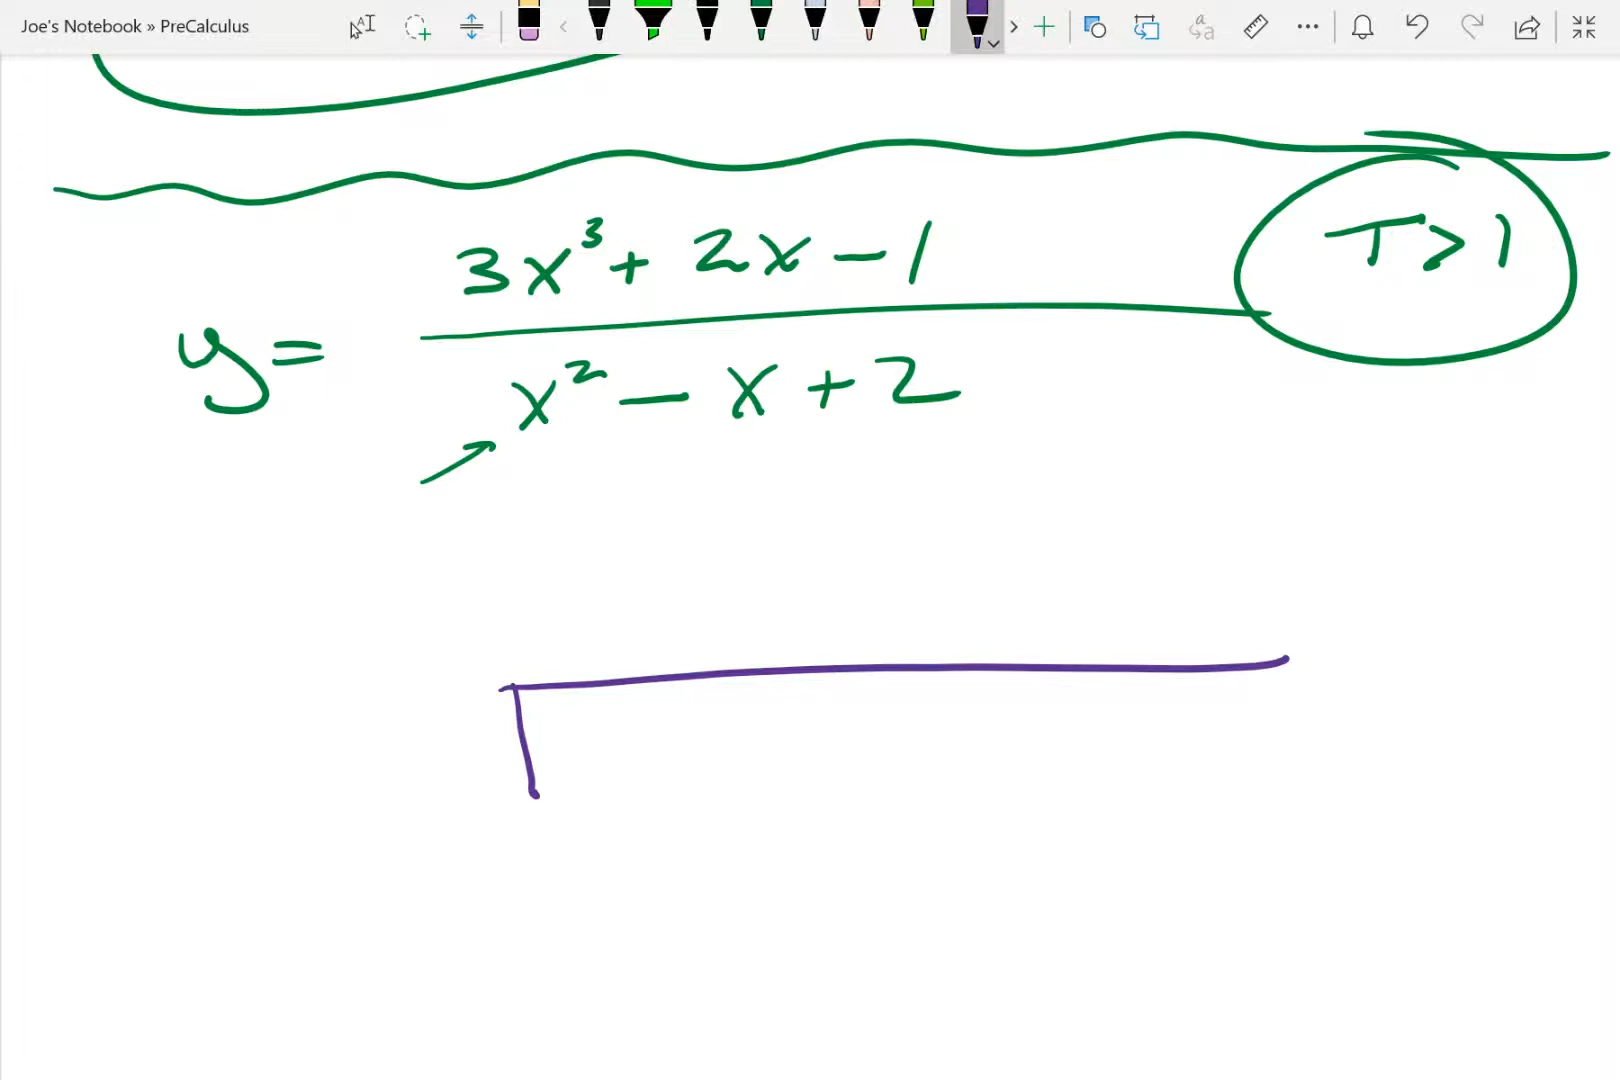 Joe's Notebook » PreCalculus
3x³ + 2x - 1
T > 1
y =
x² - x + 2